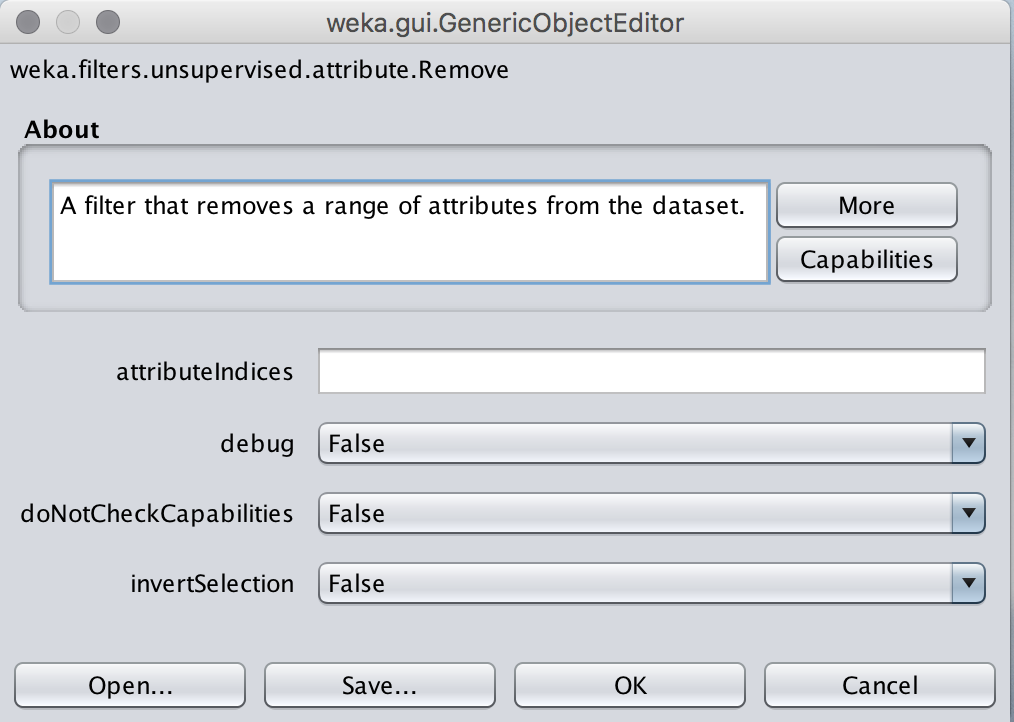 weka.gui.GenericObjectEditor
weka.filters.unsupervised.attribute.Remove
About
A filter that removes a range of attributes from the dataset.
More
Capabilities
attributeIndices
debug False
doNotCheckCapabilities False
invertSelection False
Open... Save... OK Cancel